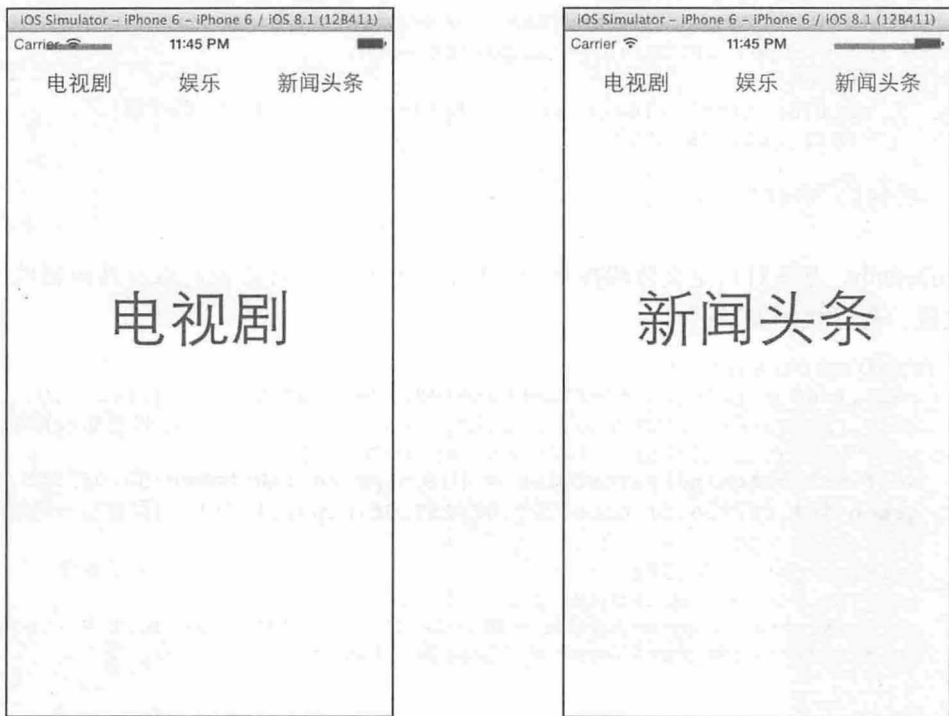 iOS Simulator – iPhone 6 – iPhone 6 / iOS 8.1 (12B411)
Carrier 11:45 PM
电视剧 娱乐 新闻头条
电视剧
iOS Simulator – iPhone 6 – iPhone 6 / iOS 8.1 (12B411)
Carrier 11:45 PM
电视剧 娱乐 新闻头条
新闻头条